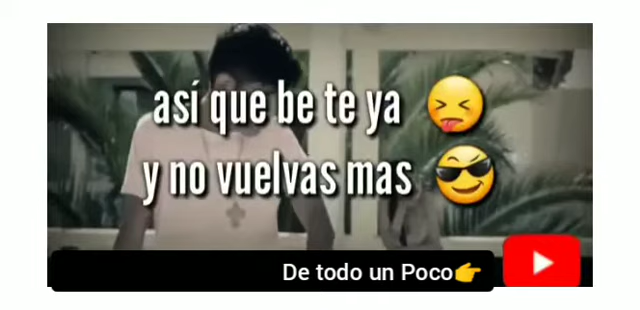 así que be te ya 😝
y no vuelvas mas 😎
De todo un Poco👉